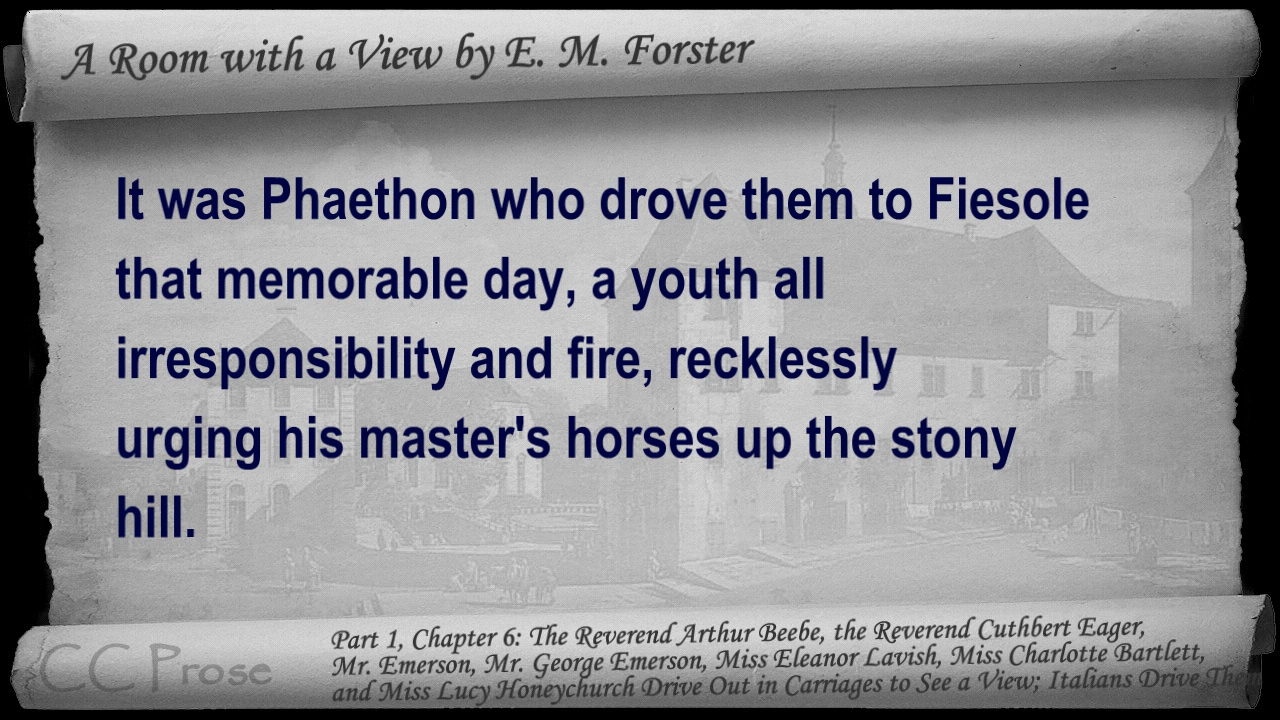 A Room with a View by E. M. Forster
It was Phaethon who drove them to Fiesole
that memorable day, a youth all
irresponsibility and fire, recklessly
urging his master's horses up the stony
hill.
CC Prose
Part 1, Chapter 6: The Reverend Arthur Beebe, the Reverend Cuthbert Eager,
Mr. Emerson, Mr. George Emerson, Miss Eleanor Lavish, Miss Charlotte Bartlett,
and Miss Lucy Honeychurch Drive Out in Carriages to See a View; Italians Drive